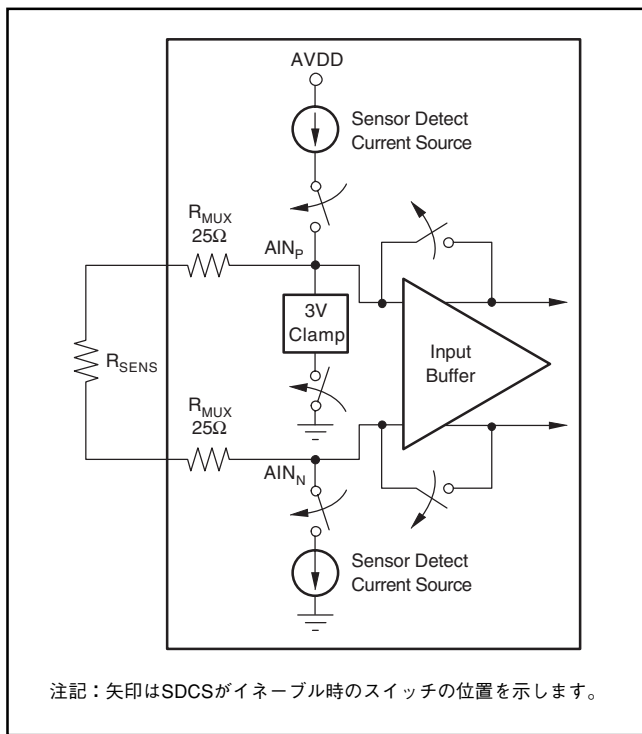 AVDD
Sensor Detect
Current Source
RMUX
25Ω
AINP
3V
Clamp
Input
Buffer
RSENS
RMUX
25Ω
AINN
Sensor Detect
Current Source
注記：矢印はSDCSがイネーブル時のスイッチの位置を示します。